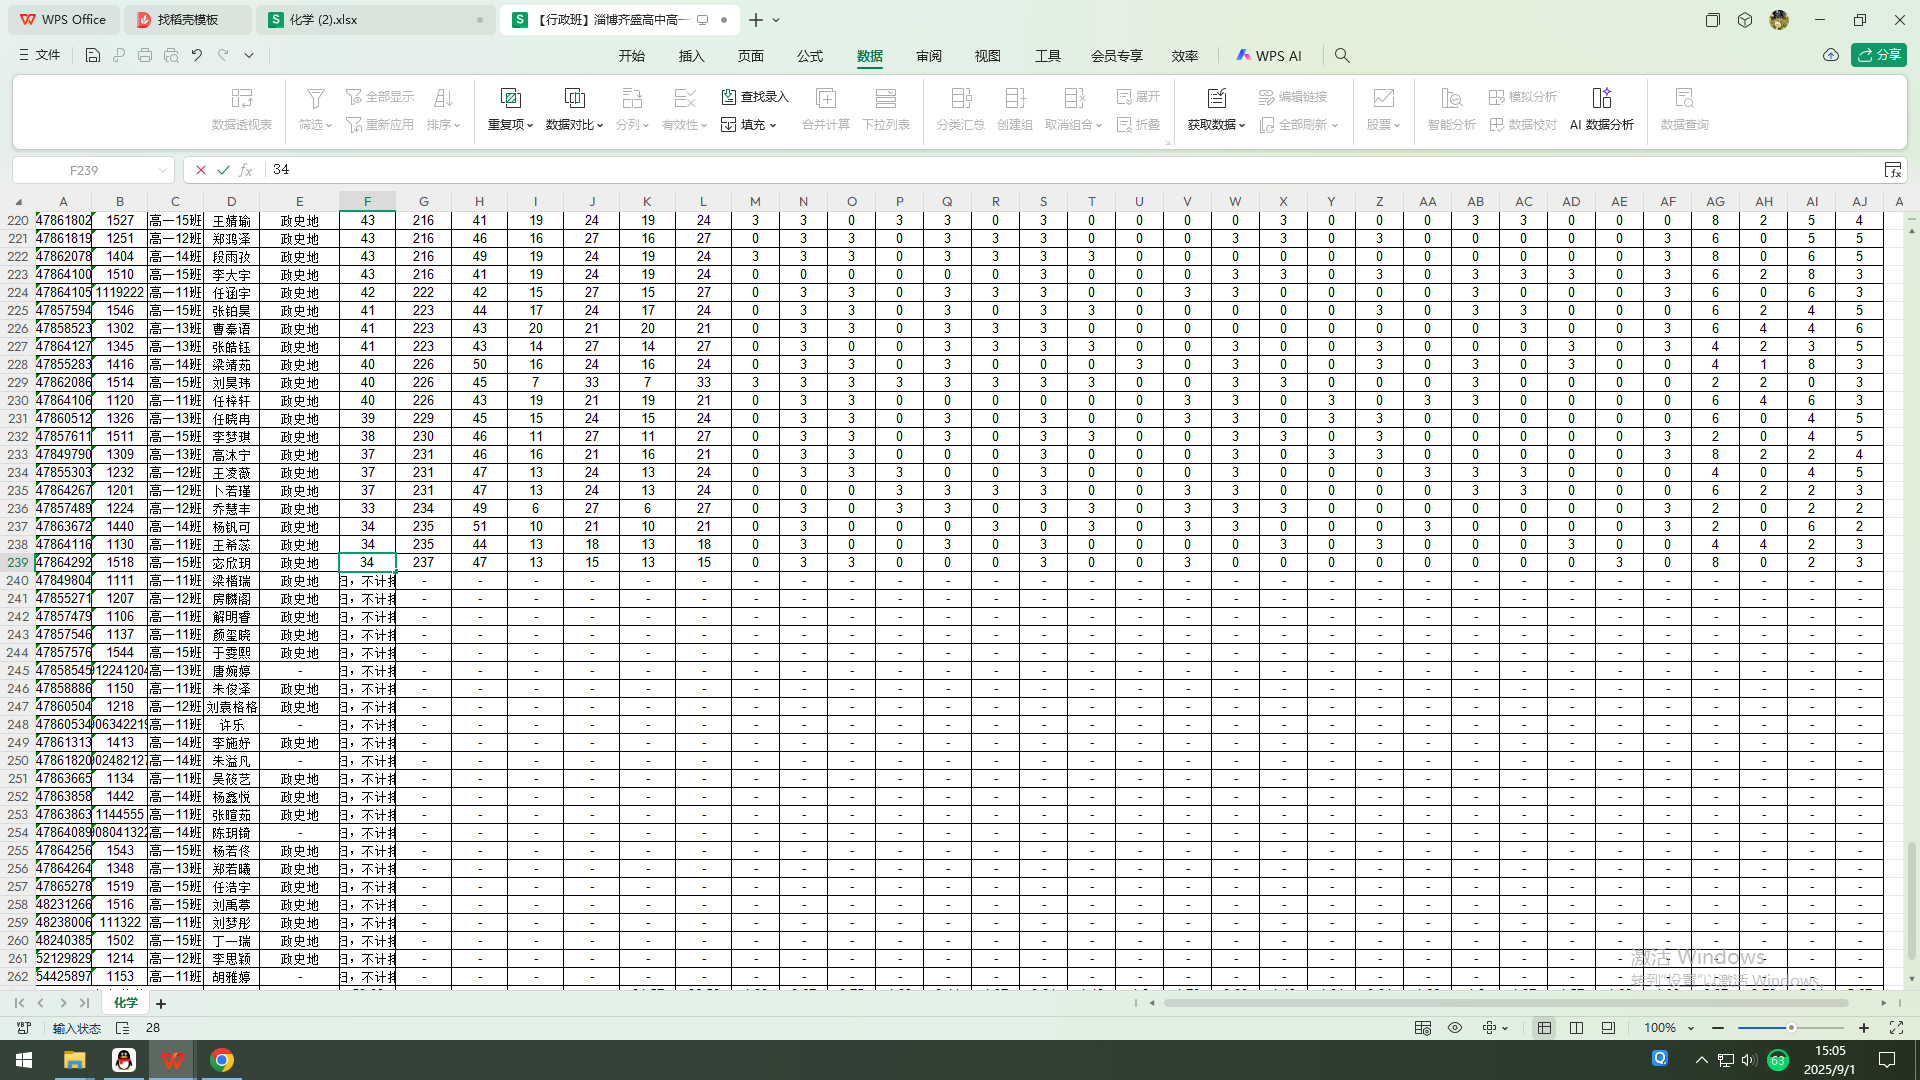 WPS Office 找稻壳模板 化学 (2).xlsx 【行政班】淄博齐盛高中高一
文件 开始 插入 页面 公式 数据 审阅 视图 工具 会员专享 效率 WPS AI 分享
数据透视表 筛选 全部显示 重新应用 排序 重复项 数据对比 分列 有效性 查找录入 填充 合并计算 下拉列表 分类汇总 创建组 取消组合 展开 折叠 获取数据 编辑链接 全部刷新 股票 智能分析 模拟分析 数据校对 AI 数据分析 数据查询
F239 fx 34
A B C D E F G H I J K L M N O P Q R S T U V W X Y Z AA AB AC AD AE AF AG AH AI AJ
220 47861802 1527 高一15班 王婧瑜 政史地 43 216 41 19 24 19 24 3 3 0 3 3 0 3 0 0 0 0 3 0 0 0 3 3 0 0 0 8 2 5 4
221 47861819 1251 高一12班 郑鸿泽 政史地 43 216 46 16 27 16 27 0 3 3 0 3 3 3 0 0 0 3 3 0 3 0 0 0 0 0 3 6 0 5 5
222 47862078 1404 高一14班 段雨孜 政史地 43 216 49 19 24 19 24 3 3 3 0 3 3 3 3 0 0 3 0 0 0 0 0 0 0 0 3 8 0 6 5
223 47864100 1510 高一15班 李大宇 政史地 43 216 41 19 24 19 24 0 0 0 0 0 0 3 0 0 0 3 3 0 3 0 3 3 3 0 3 6 2 8 3
224 47864105 1119222 高一11班 任涵宇 政史地 42 222 42 15 27 15 27 0 3 3 0 3 3 3 0 0 3 3 0 0 0 0 3 0 0 0 3 6 0 6 3
225 47857594 1546 高一15班 张铂昊 政史地 41 223 44 17 24 17 24 0 3 3 0 3 0 3 3 0 0 0 0 0 3 0 3 3 0 0 0 6 2 4 5
226 47858523 1302 高一13班 曹秦语 政史地 41 223 43 20 21 20 21 0 3 3 0 3 3 3 0 0 0 0 0 0 0 0 0 3 0 0 3 6 4 4 6
227 47864127 1345 高一13班 张皓钰 政史地 41 223 43 14 27 14 27 0 3 0 0 3 3 3 3 0 0 3 0 0 3 0 0 0 3 0 3 4 2 3 5
228 47855283 1416 高一14班 梁靖茹 政史地 40 226 50 16 24 16 24 0 3 3 0 3 0 0 0 3 0 3 0 0 3 0 3 0 3 0 0 4 1 8 3
229 47862086 1514 高一15班 刘昊玮 政史地 40 226 45 7 33 7 33 3 3 3 3 3 3 3 3 0 0 3 3 0 0 0 3 0 0 0 3 2 2 0 3
230 47864106 1120 高一11班 任梓轩 政史地 40 226 43 19 21 19 21 0 0 0 0 0 0 3 0 0 3 3 0 3 0 3 3 0 0 0 0 6 4 6 3
231 47860512 1326 高一13班 任晓冉 政史地 39 229 45 15 24 15 24 0 3 3 0 3 0 3 0 0 3 3 0 3 3 0 0 0 0 0 0 6 0 4 5
232 47857611 1511 高一15班 李梦琪 政史地 38 230 46 11 27 11 27 0 3 3 0 3 0 3 3 0 0 3 3 0 3 0 0 0 0 0 3 2 0 4 5
233 47849790 1309 高一13班 高沐宁 政史地 37 231 46 16 21 16 21 0 3 3 0 0 0 3 0 0 0 3 0 3 3 0 0 0 0 0 3 8 2 2 4
234 47855303 1232 高一12班 王凌薇 政史地 37 231 47 13 24 13 24 0 3 3 3 0 0 3 0 0 0 3 0 0 0 3 3 3 0 0 0 4 0 4 5
235 47864267 1201 高一12班 卜若瑾 政史地 37 231 47 13 24 13 24 0 0 0 3 3 3 3 0 0 3 3 0 0 0 0 3 3 0 0 0 6 2 2 3
236 47857489 1224 高一12班 乔慧丰 政史地 33 234 49 6 27 6 27 0 3 0 3 3 0 3 0 0 3 3 3 0 0 0 0 0 0 0 3 2 0 2 2
237 47863672 1440 高一14班 杨钒可 政史地 34 235 51 10 21 10 21 0 3 0 0 0 3 0 3 0 3 3 0 0 0 3 0 0 0 0 3 2 0 6 2
238 47864116 1130 高一11班 王希蕊 政史地 34 235 44 13 18 13 18 0 3 0 0 3 0 3 0 0 0 0 3 0 3 0 0 0 3 0 0 4 4 2 3
239 47864292 1518 高一15班 宓欣玥 政史地 34 237 47 13 15 13 15 0 3 3 0 0 0 3 0 0 3 0 0 0 0 0 0 0 0 3 0 8 0 2 3
240 47849804 1111 高一11班 梁楷瑞 政史地 ，不计 - - - - - - - - - - - - - - - - - - - - - - - - - - - - - -
241 47855271 1207 高一12班 房麟阁 政史地 ，不计 - - - - - - - - - - - - - - - - - - - - - - - - - - - - - -
242 47857479 1106 高一11班 解明睿 政史地 ，不计 - - - - - - - - - - - - - - - - - - - - - - - - - - - - - -
243 47857546 1137 高一11班 颜玺晓 政史地 ，不计 - - - - - - - - - - - - - - - - - - - - - - - - - - - - - -
244 47857576 1544 高一15班 于雯熙 政史地 ，不计 - - - - - - - - - - - - - - - - - - - - - - - - - - - - - -
245 47858545 012241204 高一13班 唐婉婷 - ，不计 - - - - - - - - - - - - - - - - - - - - - - - - - - - - - -
246 47858886 1150 高一11班 朱俊泽 政史地 ，不计 - - - - - - - - - - - - - - - - - - - - - - - - - - - - - -
247 47860504 1218 高一12班 刘袁格格 政史地 ，不计 - - - - - - - - - - - - - - - - - - - - - - - - - - - - - -
248 47860534 006342219 高一11班 许乐 - ，不计 - - - - - - - - - - - - - - - - - - - - - - - - - - - - - -
249 47861313 1413 高一14班 李施妤 政史地 ，不计 - - - - - - - - - - - - - - - - - - - - - - - - - - - - - -
250 47861820 002482127 高一14班 朱溢凡 - ，不计 - - - - - - - - - - - - - - - - - - - - - - - - - - - - - -
251 47863665 1134 高一11班 吴筱艺 政史地 ，不计 - - - - - - - - - - - - - - - - - - - - - - - - - - - - - -
252 47863858 1442 高一14班 杨鑫悦 政史地 ，不计 - - - - - - - - - - - - - - - - - - - - - - - - - - - - - -
253 47863863 1144555 高一11班 张暄茹 政史地 ，不计 - - - - - - - - - - - - - - - - - - - - - - - - - - - - - -
254 47864089 008041322 高一14班 陈玥锜 - ，不计 - - - - - - - - - - - - - - - - - - - - - - - - - - - - - -
255 47864256 1543 高一15班 杨若佟 政史地 ，不计 - - - - - - - - - - - - - - - - - - - - - - - - - - - - - -
256 47864264 1348 高一13班 郑若曦 政史地 ，不计 - - - - - - - - - - - - - - - - - - - - - - - - - - - - - -
257 47865278 1519 高一15班 任浩宇 政史地 ，不计 - - - - - - - - - - - - - - - - - - - - - - - - - - - - - -
258 48231266 1516 高一15班 刘禹葶 政史地 ，不计 - - - - - - - - - - - - - - - - - - - - - - - - - - - - - -
259 48238006 111322 高一11班 刘梦彤 政史地 ，不计 - - - - - - - - - - - - - - - - - - - - - - - - - - - - - -
260 48240385 1502 高一15班 丁一瑞 政史地 ，不计 - - - - - - - - - - - - - - - - - - - - - - - - - - - - - -
261 52129829 1214 高一12班 李思颖 政史地 ，不计 - - - - - - - - - - - - - - - - - - - - - - - - - - - - - -
262 54425897 1153 高一11班 胡雅婷 - ，不计 - - - - - - - - - - - - - - - - - - - - - - - - - - - - - -
激活 Windows
转到"设置"以激活 Windows。
化学
输入状态 28 100%
63 15:05
2025/9/1